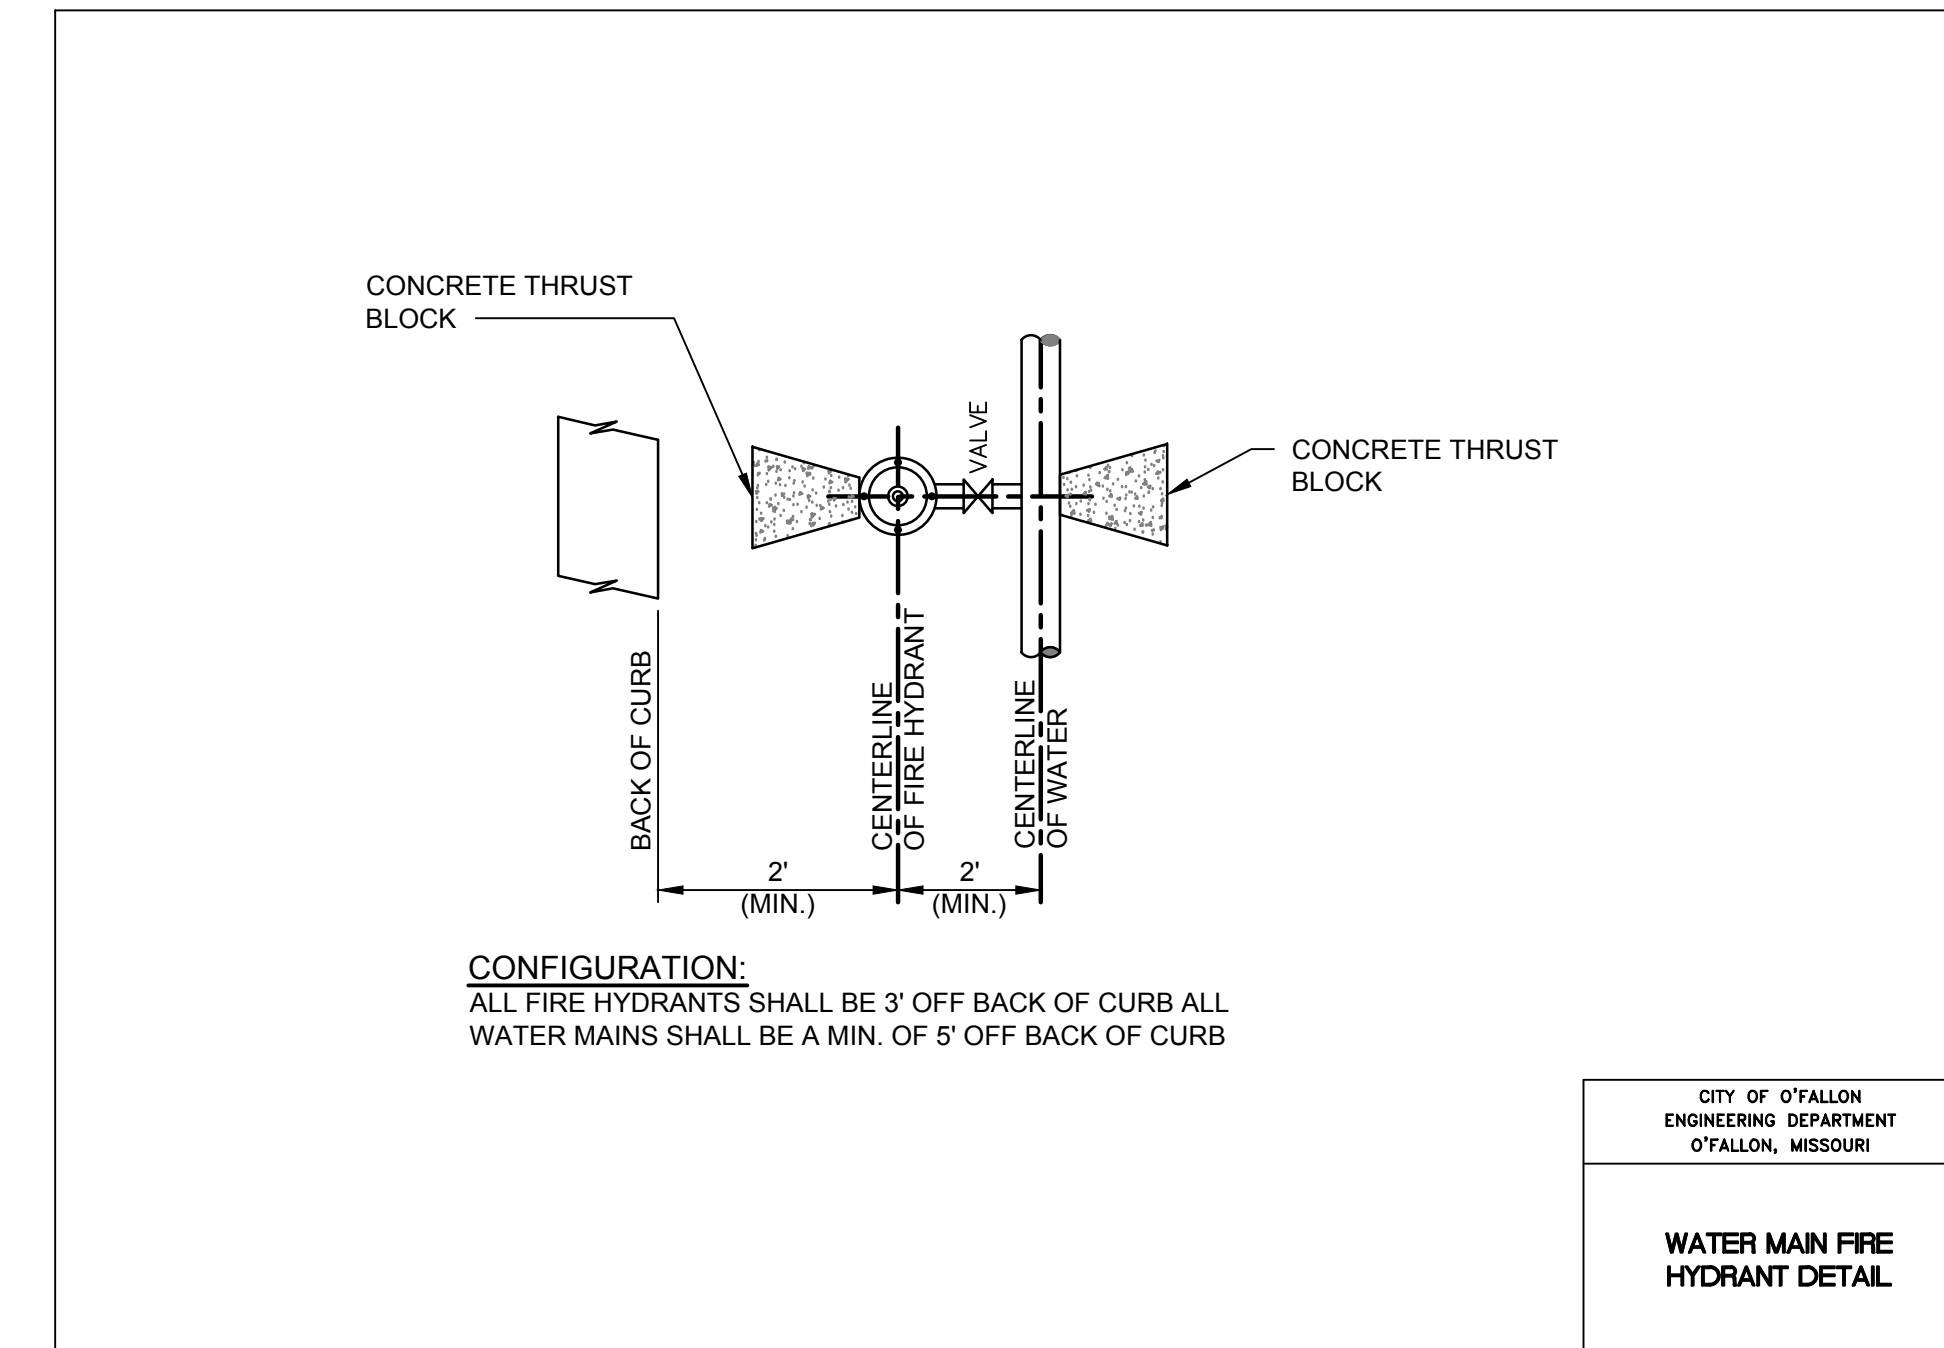 CONCRETE THRUST
BLOCK
VALVE
CONCRETE THRUST
BLOCK
BACK OF CURB
CENTERLINE
OF FIRE HYDRANT
CENTERLINE
OF WATER
2'
(MIN.)
2'
(MIN.)
CONFIGURATION:
ALL FIRE HYDRANTS SHALL BE 3' OFF BACK OF CURB ALL
WATER MAINS SHALL BE A MIN. OF 5' OFF BACK OF CURB
CITY OF O'FALLON
ENGINEERING DEPARTMENT
O'FALLON, MISSOURI
WATER MAIN FIRE
HYDRANT DETAIL